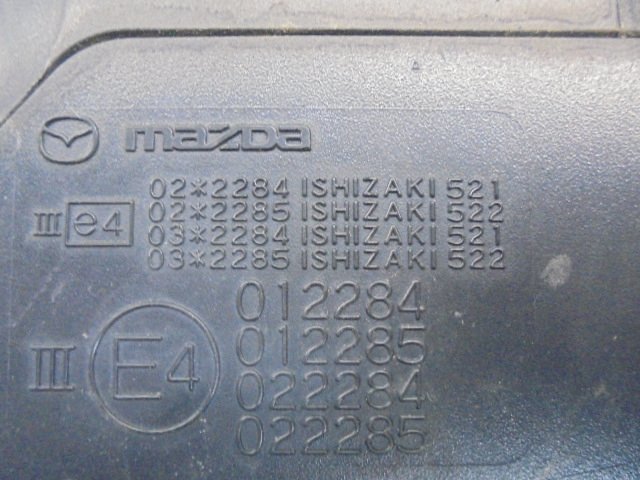 mazda
02*2284 ISHIZAKI 521
02*2285 ISHIZAKI 522
III e4
03*2284 ISHIZAKI 521
03*2285 ISHIZAKI 522
012284
012285
III E4
022284
022285